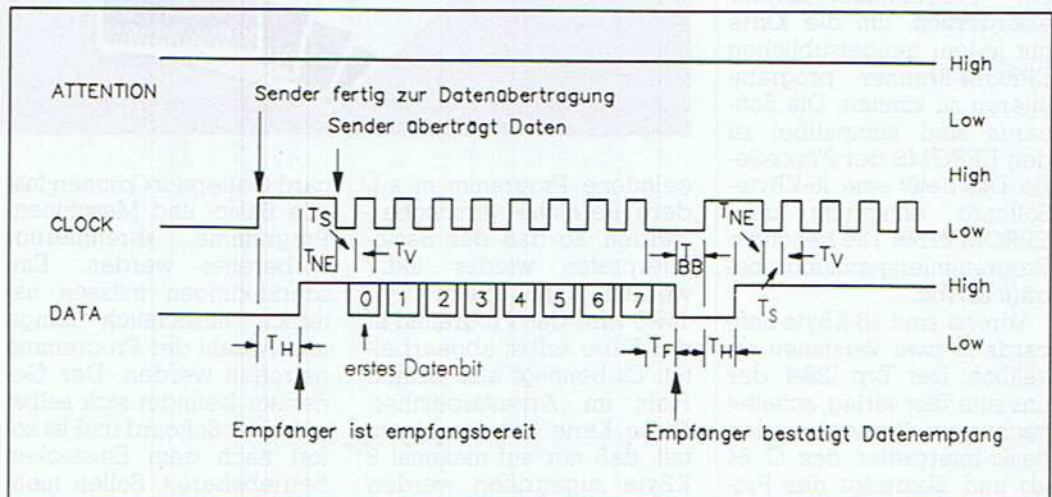 ATTENTION
High
Low
Sender fertig zur Datenübertragung
Sender überträgt Daten
High
CLOCK
Low
TS
TNE
TV
TNE
TBB
TV
TS
High
DATA
Low
0 1 2 3 4 5 6 7
TH
erstes Datenbit
TF
TH
Empfänger ist empfangsbereit
Empfänger bestätigt Datenempfang